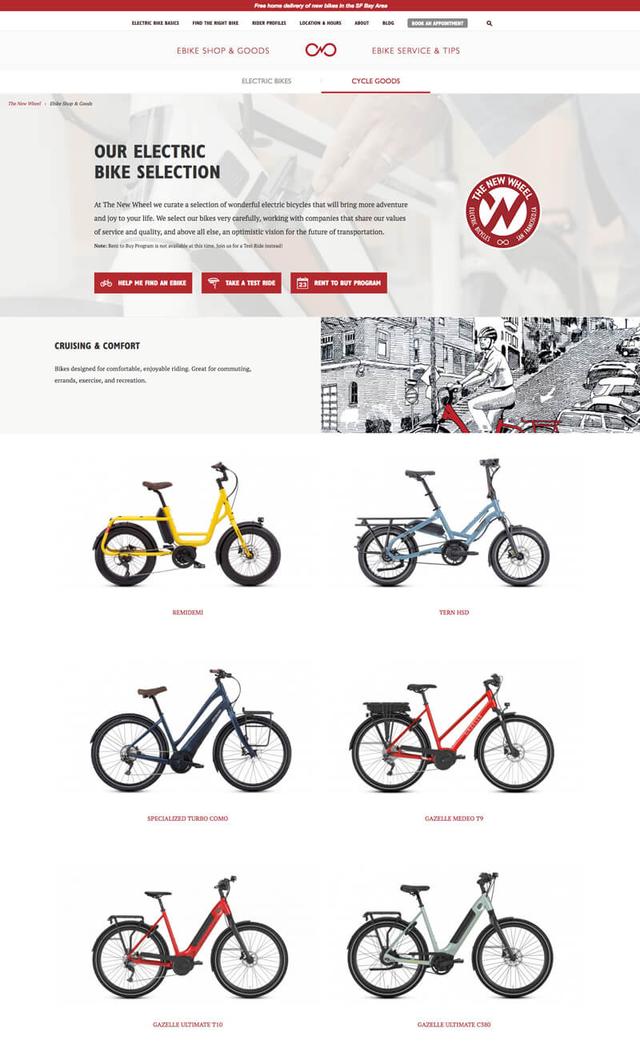 Free home delivery of new bikes in the SF Bay Area
ELECTRIC BIKE BASICS FIND THE RIGHT BIKE RIDER PROFILES LOCATION & HOURS ABOUT BLOG BOOK AN APPOINTMENT
EBIKE SHOP & GOODS EBIKE SERVICE & TIPS
ELECTRIC BIKES CYCLE GOODS
The New Wheel › Ebike Shop & Goods
OUR ELECTRIC
BIKE SELECTION
At The New Wheel we curate a selection of wonderful electric bicycles that will bring more adventure
and joy to your life. We select our bikes very carefully, working with companies that share our values
of service and quality, and above all else, an optimistic vision for the future of transportation.
Note: Rent to Buy Program is not available at this time. Join us for a Test Ride instead!
THE NEW WHEEL
ELECTRIC BICYCLES
SAN FRANCISCO CA
HELP ME FIND AN EBIKE TAKE A TEST RIDE 23 RENT TO BUY PROGRAM
CRUISING & COMFORT
Bikes designed for comfortable, enjoyable riding. Great for commuting,
errands, exercise, and recreation.
REMIDEMI TERN HSD
SPECIALIZED TURBO COMO GAZELLE MEDEO T9
GAZELLE ULTIMATE T10 GAZELLE ULTIMATE C380